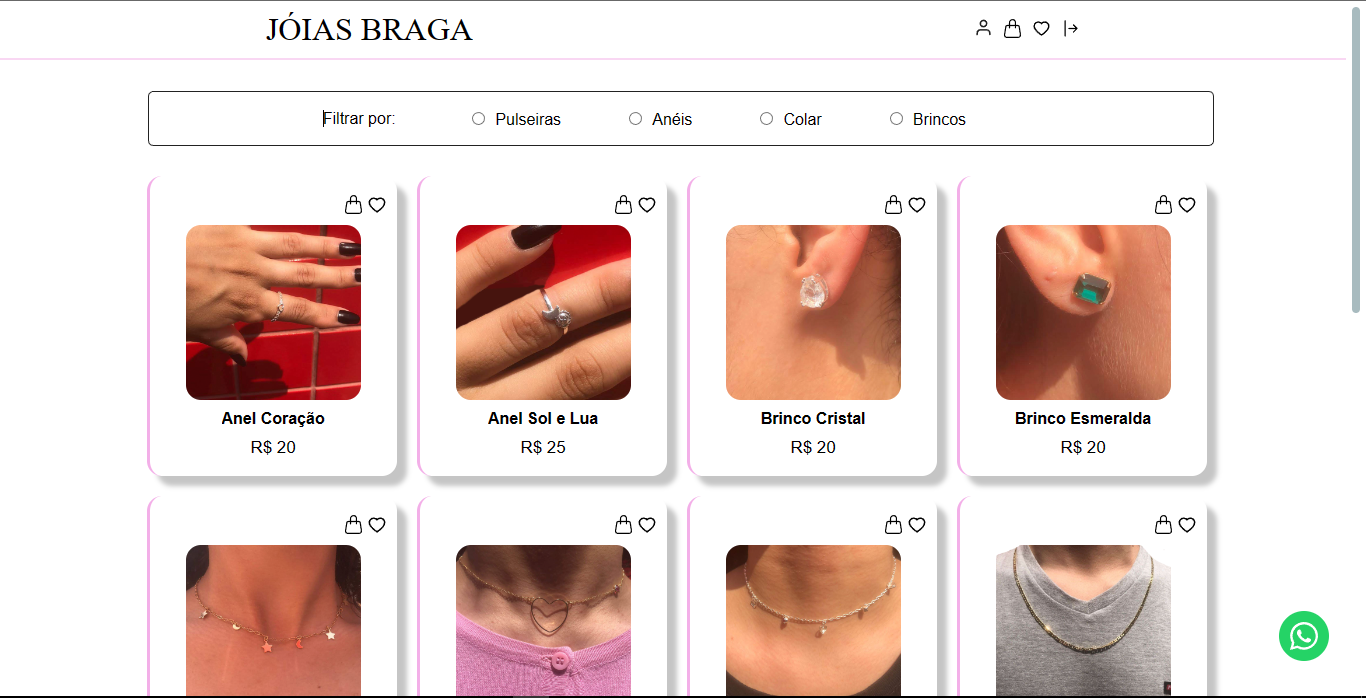 JÓIAS BRAGA
Filtrar por: Pulseiras Anéis Colar Brincos
Anel Coração Anel Sol e Lua Brinco Cristal Brinco Esmeralda
R$ 20 R$ 25 R$ 20 R$ 20